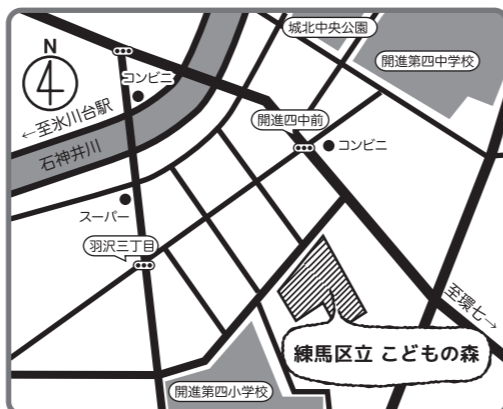 城北中央公園
N
コンビニ
開進第四中学校
←至氷川台駅
開進四中前
コンビニ
石神井川
スーパー
羽沢三丁目
至環七→
練馬区立 こどもの森
開進第四小学校